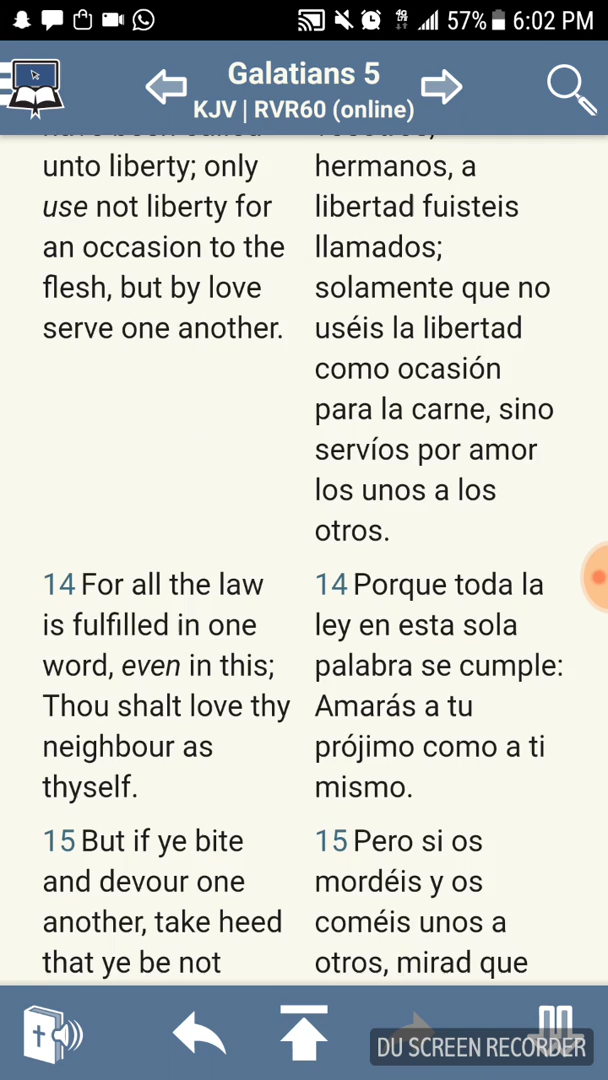 57% 6:02 PM
Galatians 5
KJV | RVR60 (online)
have been called
unto liberty; only
use not liberty for
an occasion to the
flesh, but by love
serve one another.
vosotros,
hermanos, a
libertad fuisteis
llamados;
solamente que no
uséis la libertad
como ocasión
para la carne, sino
servíos por amor
los unos a los
otros.
14 For all the law
is fulfilled in one
word, even in this;
Thou shalt love thy
neighbour as
thyself.
14 Porque toda la
ley en esta sola
palabra se cumple:
Amarás a tu
prójimo como a ti
mismo.
15 But if ye bite
and devour one
another, take heed
that ye be not
15 Pero si os
mordéis y os
coméis unos a
otros, mirad que
DU SCREEN RECORDER